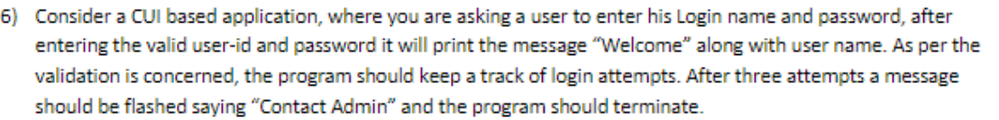 6) Consider a CUI based application, where you are asking a user to enter his Login name and password, after
entering the valid user-id and password it will print the message “Welcome” along with user name. As per the
validation is concerned, the program should keep a track of login attempts. After three attempts a message
should be flashed saying “Contact Admin” and the program should terminate.